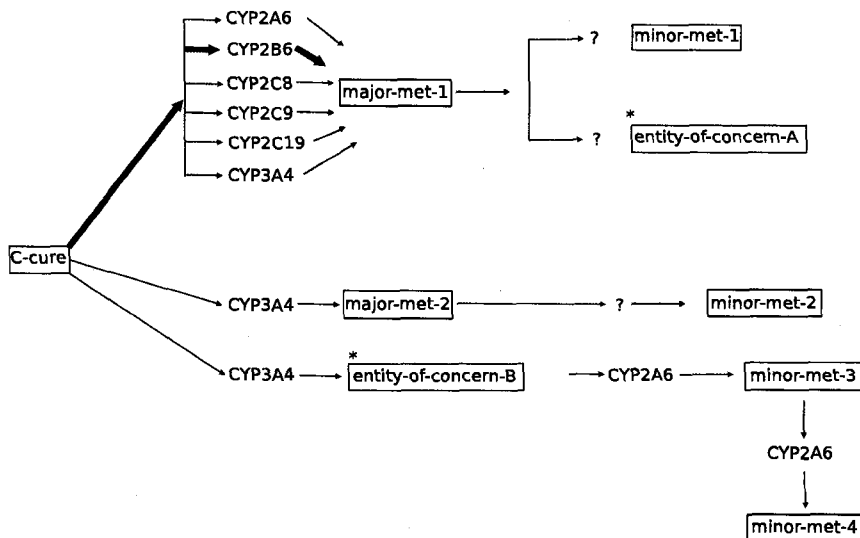 CYP2A6
CYP2B6
CYP2C8
CYP2C9
CYP2C19
CYP3A4
major-met-1
?
minor-met-1
*
?
entity-of-concern-A
C-cure
CYP3A4
major-met-2
?
minor-met-2
*
CYP3A4
entity-of-concern-B
CYP2A6
minor-met-3
CYP2A6
minor-met-4